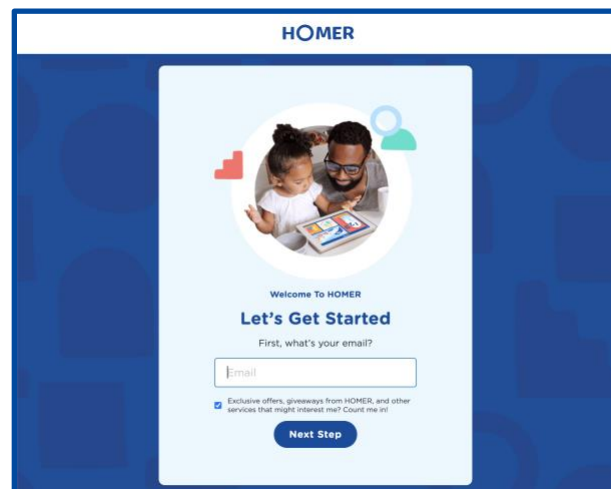 HOMER
Welcome To HOMER
Let's Get Started
First, what's your email?
Email
Exclusive offers, giveaways from HOMER, and other
services that might interest me? Count me in!
Next Step